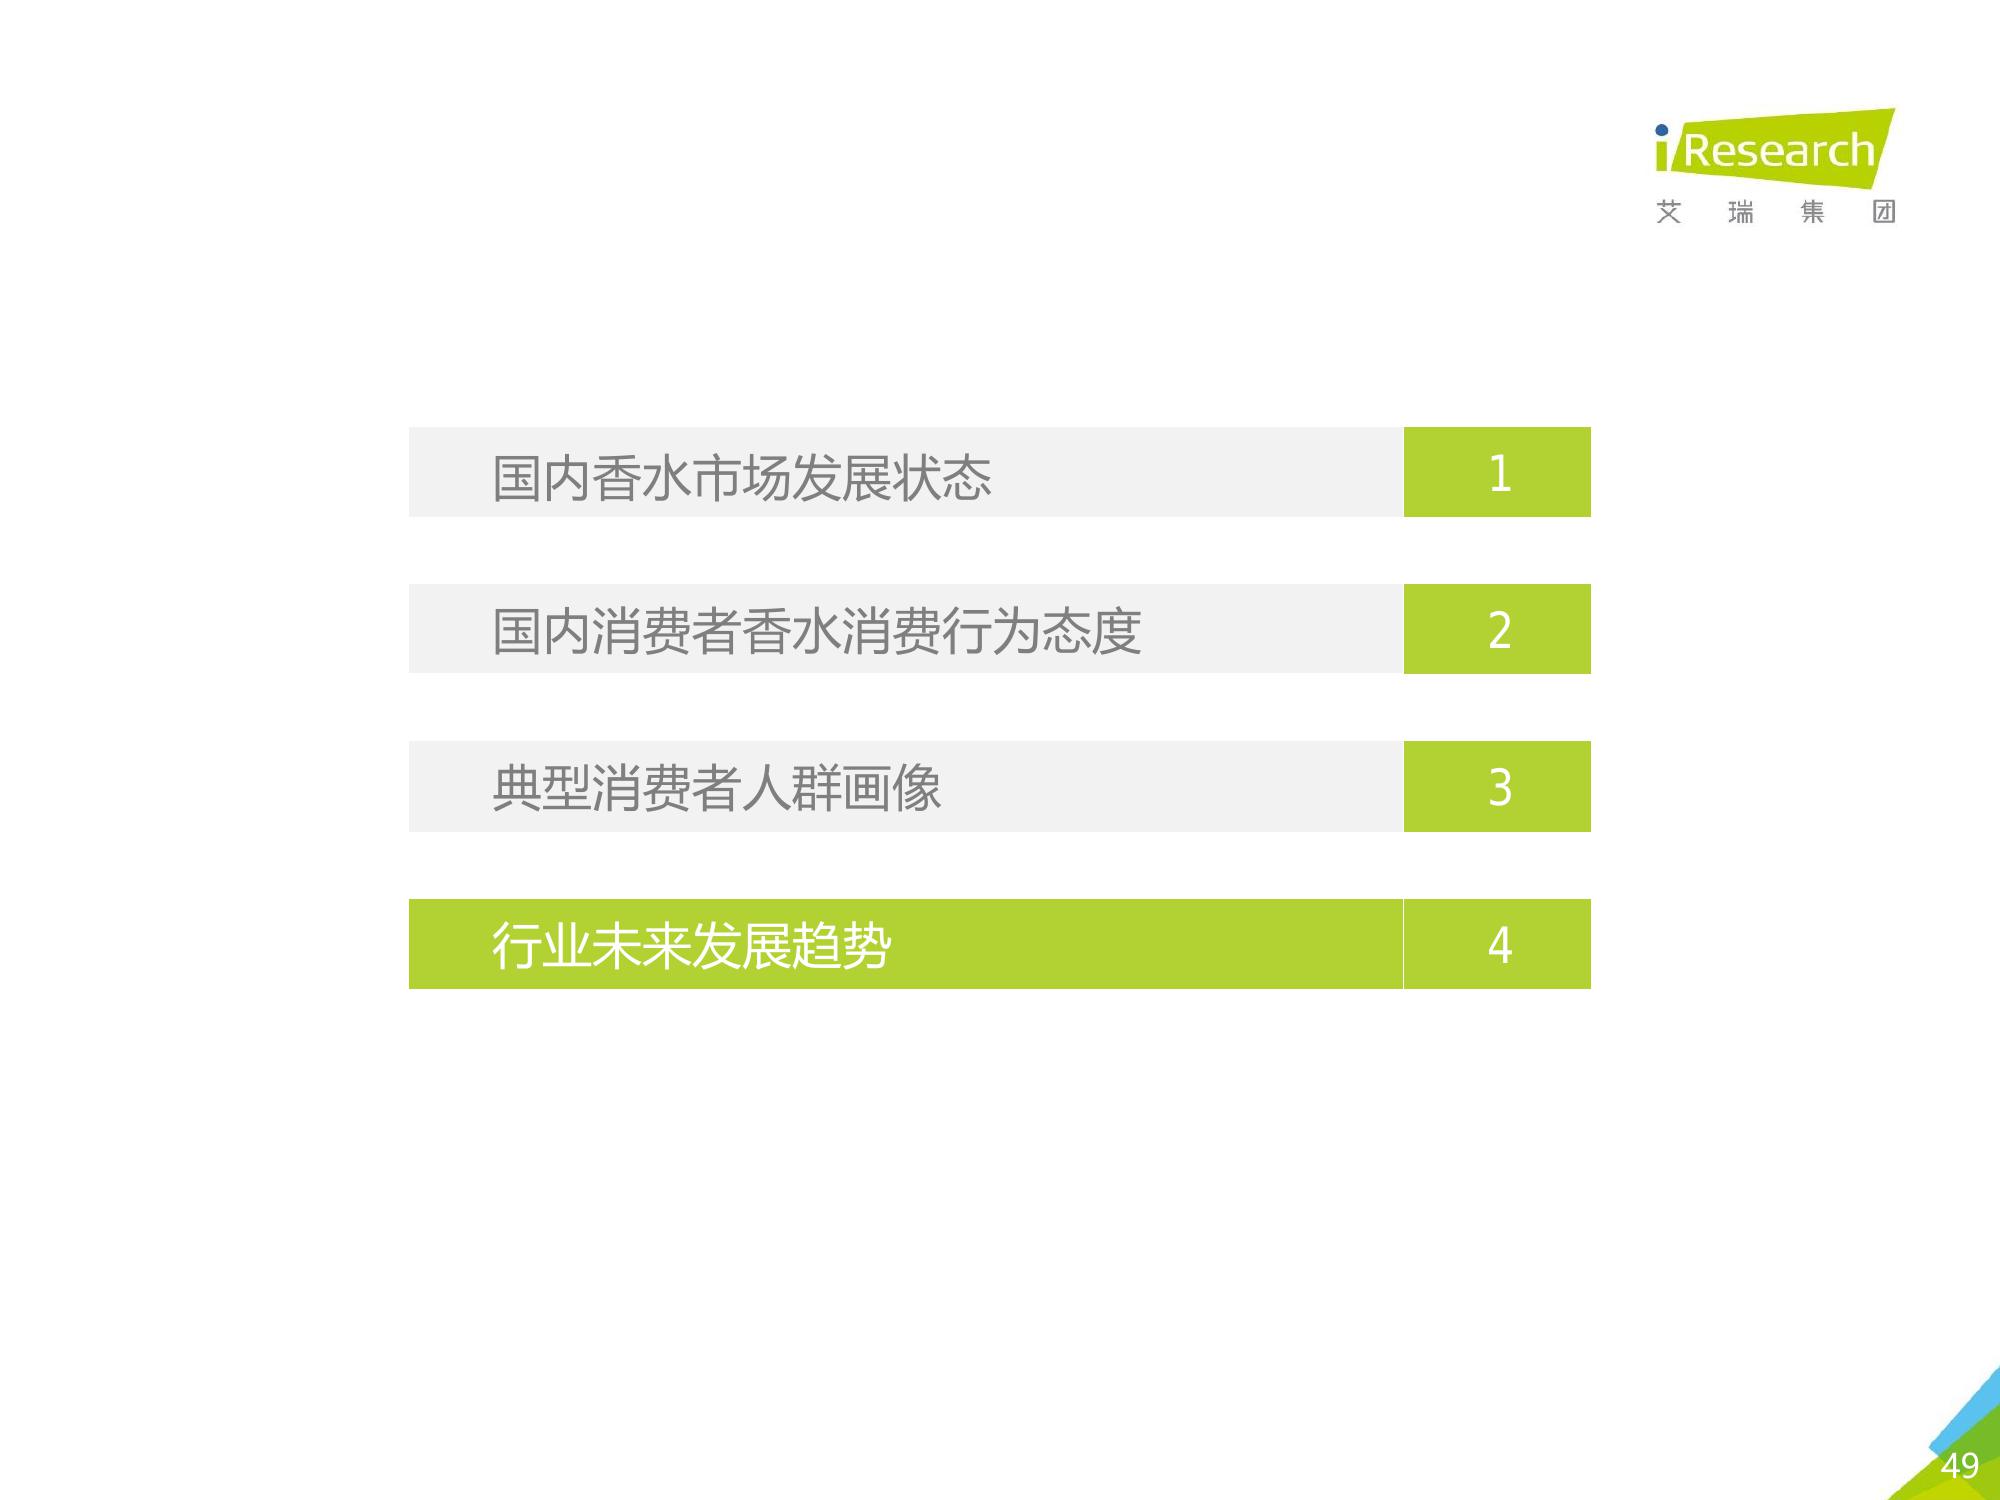 iResearch
艾瑞集团
国内香水市场发展状态 1
国内消费者香水消费行为态度 2
典型消费者人群画像 3
行业未来发展趋势 4
49